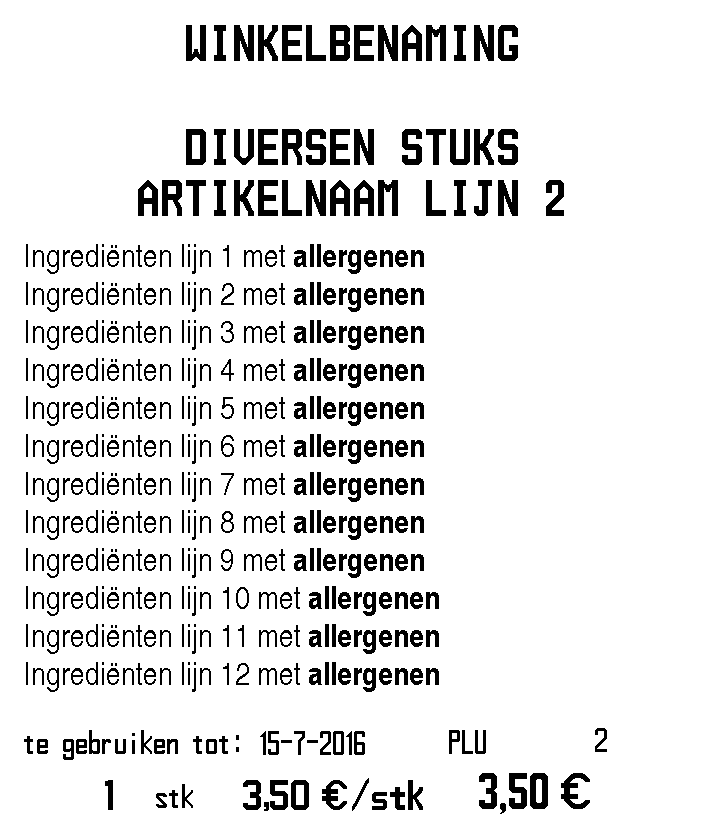 WINKELBENAMING
DIVERSEN STUKS
ARTIKELNAAM LIJN 2
Ingrediënten lijn 1 met allergenen
Ingrediënten lijn 2 met allergenen
Ingrediënten lijn 3 met allergenen
Ingrediënten lijn 4 met allergenen
Ingrediënten lijn 5 met allergenen
Ingrediënten lijn 6 met allergenen
Ingrediënten lijn 7 met allergenen
Ingrediënten lijn 8 met allergenen
Ingrediënten lijn 9 met allergenen
Ingrediënten lijn 10 met allergenen
Ingrediënten lijn 11 met allergenen
Ingrediënten lijn 12 met allergenen
te gebruiken tot: 15-7-2016 PLU 2
1 stk 3,50 €/stk 3,50 €